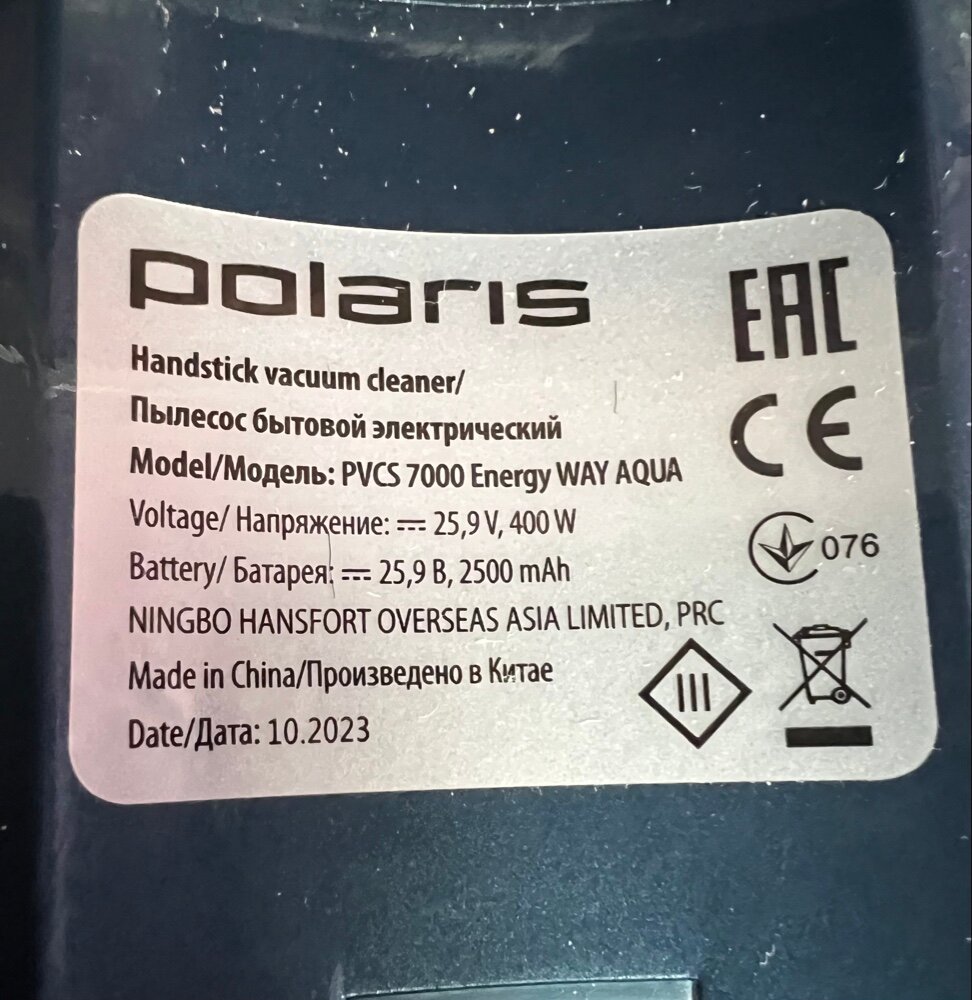 polaris
EAC
CE
Handstick vacuum cleaner/
Пылесос бытовой электрический
Model/Модель: PVCS 7000 Energy WAY AQUA
Voltage/ Напряжение: 25,9 V, 400 W
076
Battery/ Батарея: 25,9 В, 2500 mAh
NINGBO HANSFORT OVERSEAS ASIA LIMITED, PRC
Made in China/Произведено в Китае
III
Date/Дата: 10.2023